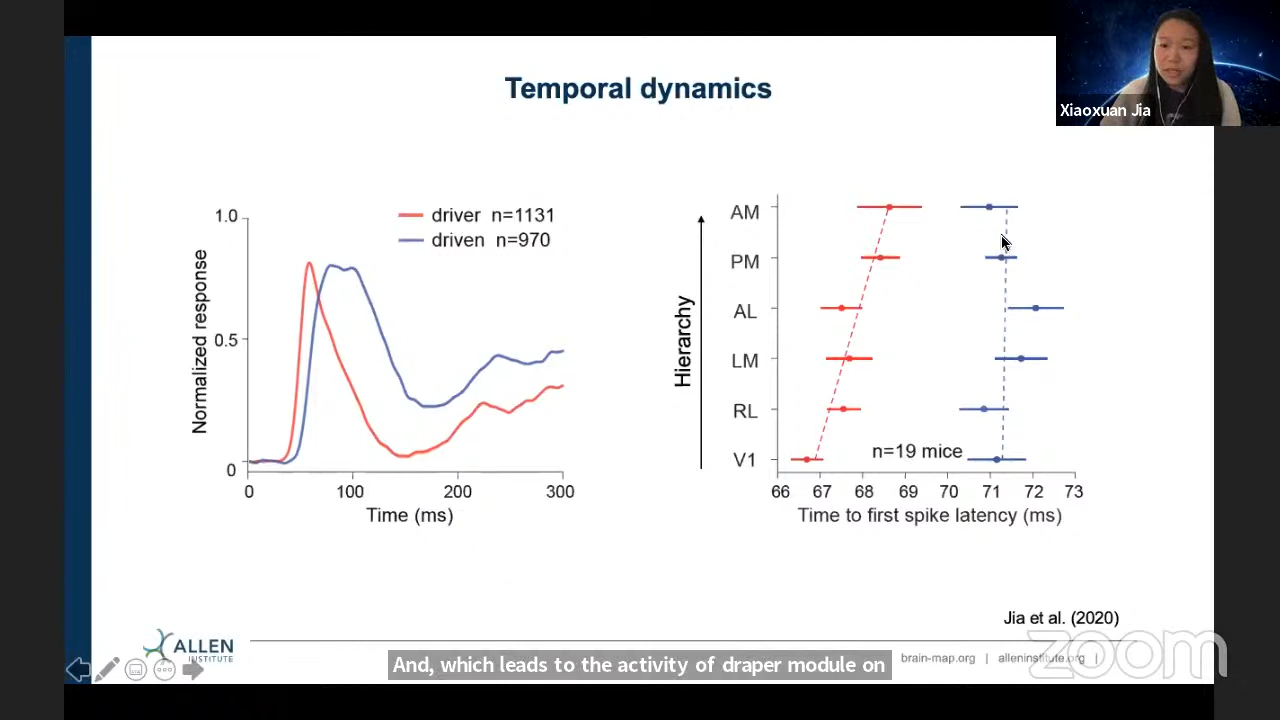 Temporal dynamics
Xiaoxuan Jia
1.0
0.5
0
Normalized response
driver n=1131
driven n=970
0 100 200 300
Time (ms)
Hierarchy
AM
PM
AL
LM
RL
V1
n=19 mice
66 67 68 69 70 71 72 73
Time to first spike latency (ms)
Jia et al. (2020)
ALLEN
INSTITUTE
brain-map.org | alleninstitute.org |
zoom
And, which leads to the activity of draper module on